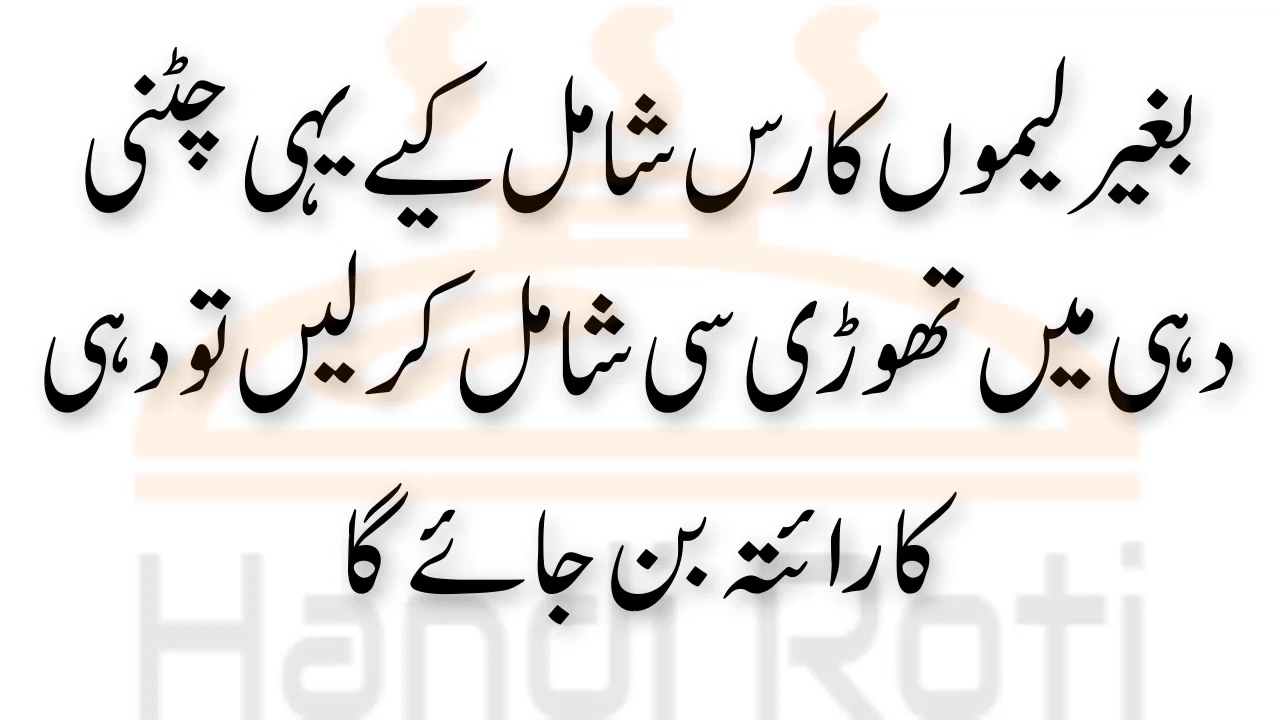 بغیر لیموں کا رس شامل کیے یہی چٹنی
دہی میں تھوڑی سی شامل کر لیں تو دہی
کا رائتہ بن جائے گا
Handi Roti